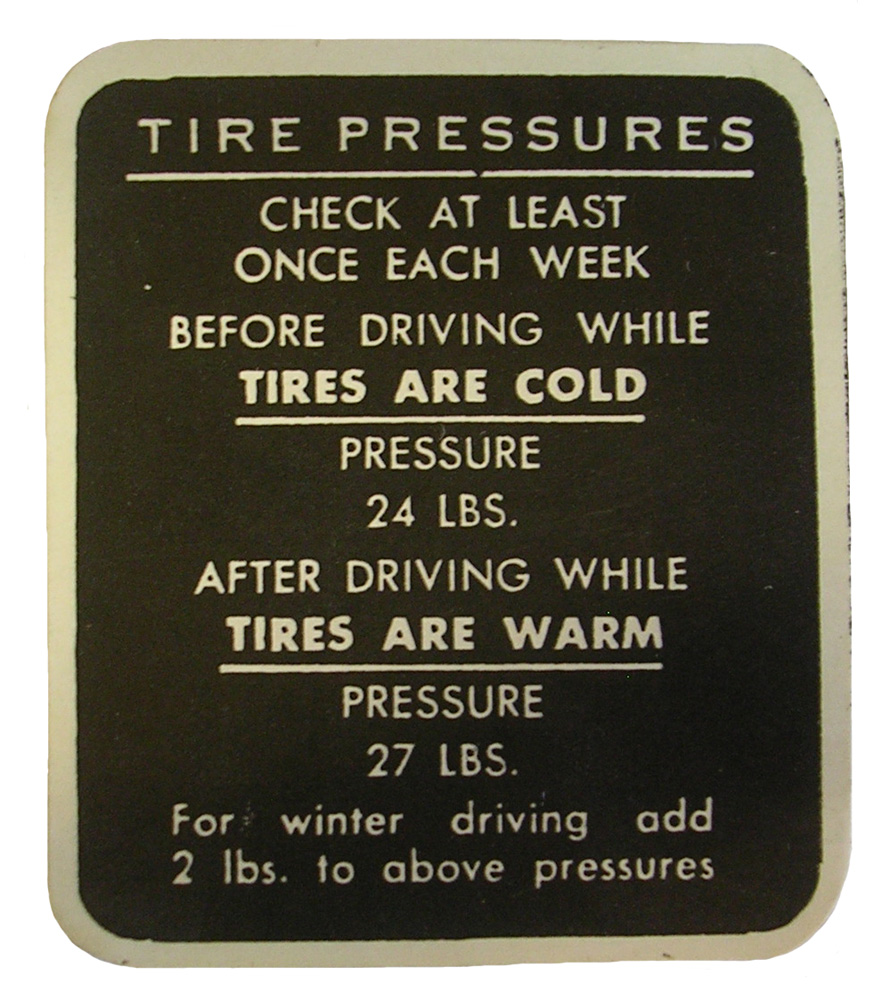 TIRE PRESSURES
CHECK AT LEAST
ONCE EACH WEEK
BEFORE DRIVING WHILE
TIRES ARE COLD
PRESSURE
24 LBS.
AFTER DRIVING WHILE
TIRES ARE WARM
PRESSURE
27 LBS.
For winter driving add
2 lbs. to above pressures